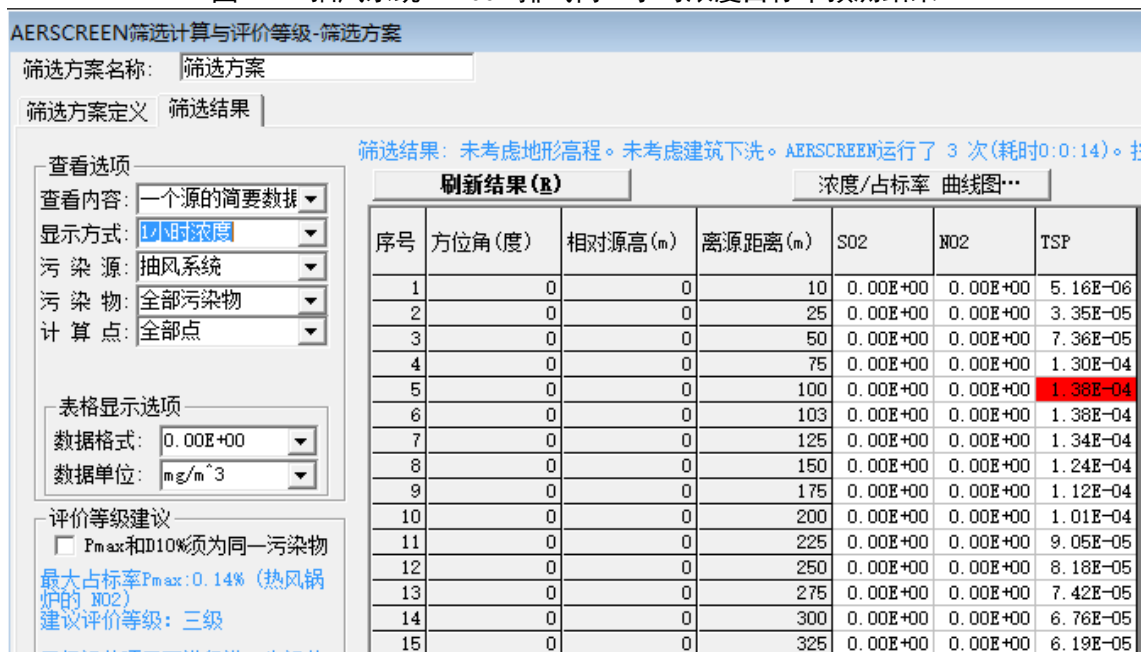 AERSCREEN筛选计算与评价等级-筛选方案
筛选方案名称: 筛选方案
筛选方案定义 筛选结果
筛选结果: 未考虑地形高程。未考虑建筑下洗。AERSCREEN运行了 3 次(耗时0:0:14)。
查看选项
查看内容: 一个源的简要数据
显示方式: 1小时浓度
污 染 源: 抽风系统
污 染 物: 全部污染物
计 算 点: 全部点
表格显示选项
数据格式: 0.00E+00
数据单位: mg/m^3
评价等级建议
Pmax和D10%须为同一污染物
最大占标率Pmax:0.14% (热风锅
炉的 NO2)
建议评价等级: 三级
刷新结果(R) 浓度/占标率 曲线图…
序号 方位角(度) 相对源高(m) 离源距离(m) SO2 NO2 TSP
1 0 0 10 0.00E+00 0.00E+00 5.16E-06
2 0 0 25 0.00E+00 0.00E+00 3.35E-05
3 0 0 50 0.00E+00 0.00E+00 7.36E-05
4 0 0 75 0.00E+00 0.00E+00 1.30E-04
5 0 0 100 0.00E+00 0.00E+00 1.38E-04
6 0 0 103 0.00E+00 0.00E+00 1.38E-04
7 0 0 125 0.00E+00 0.00E+00 1.34E-04
8 0 0 150 0.00E+00 0.00E+00 1.24E-04
9 0 0 175 0.00E+00 0.00E+00 1.12E-04
10 0 0 200 0.00E+00 0.00E+00 1.01E-04
11 0 0 225 0.00E+00 0.00E+00 9.05E-05
12 0 0 250 0.00E+00 0.00E+00 8.18E-05
13 0 0 275 0.00E+00 0.00E+00 7.42E-05
14 0 0 300 0.00E+00 0.00E+00 6.76E-05
15 0 0 325 0.00E+00 0.00E+00 6.19E-05